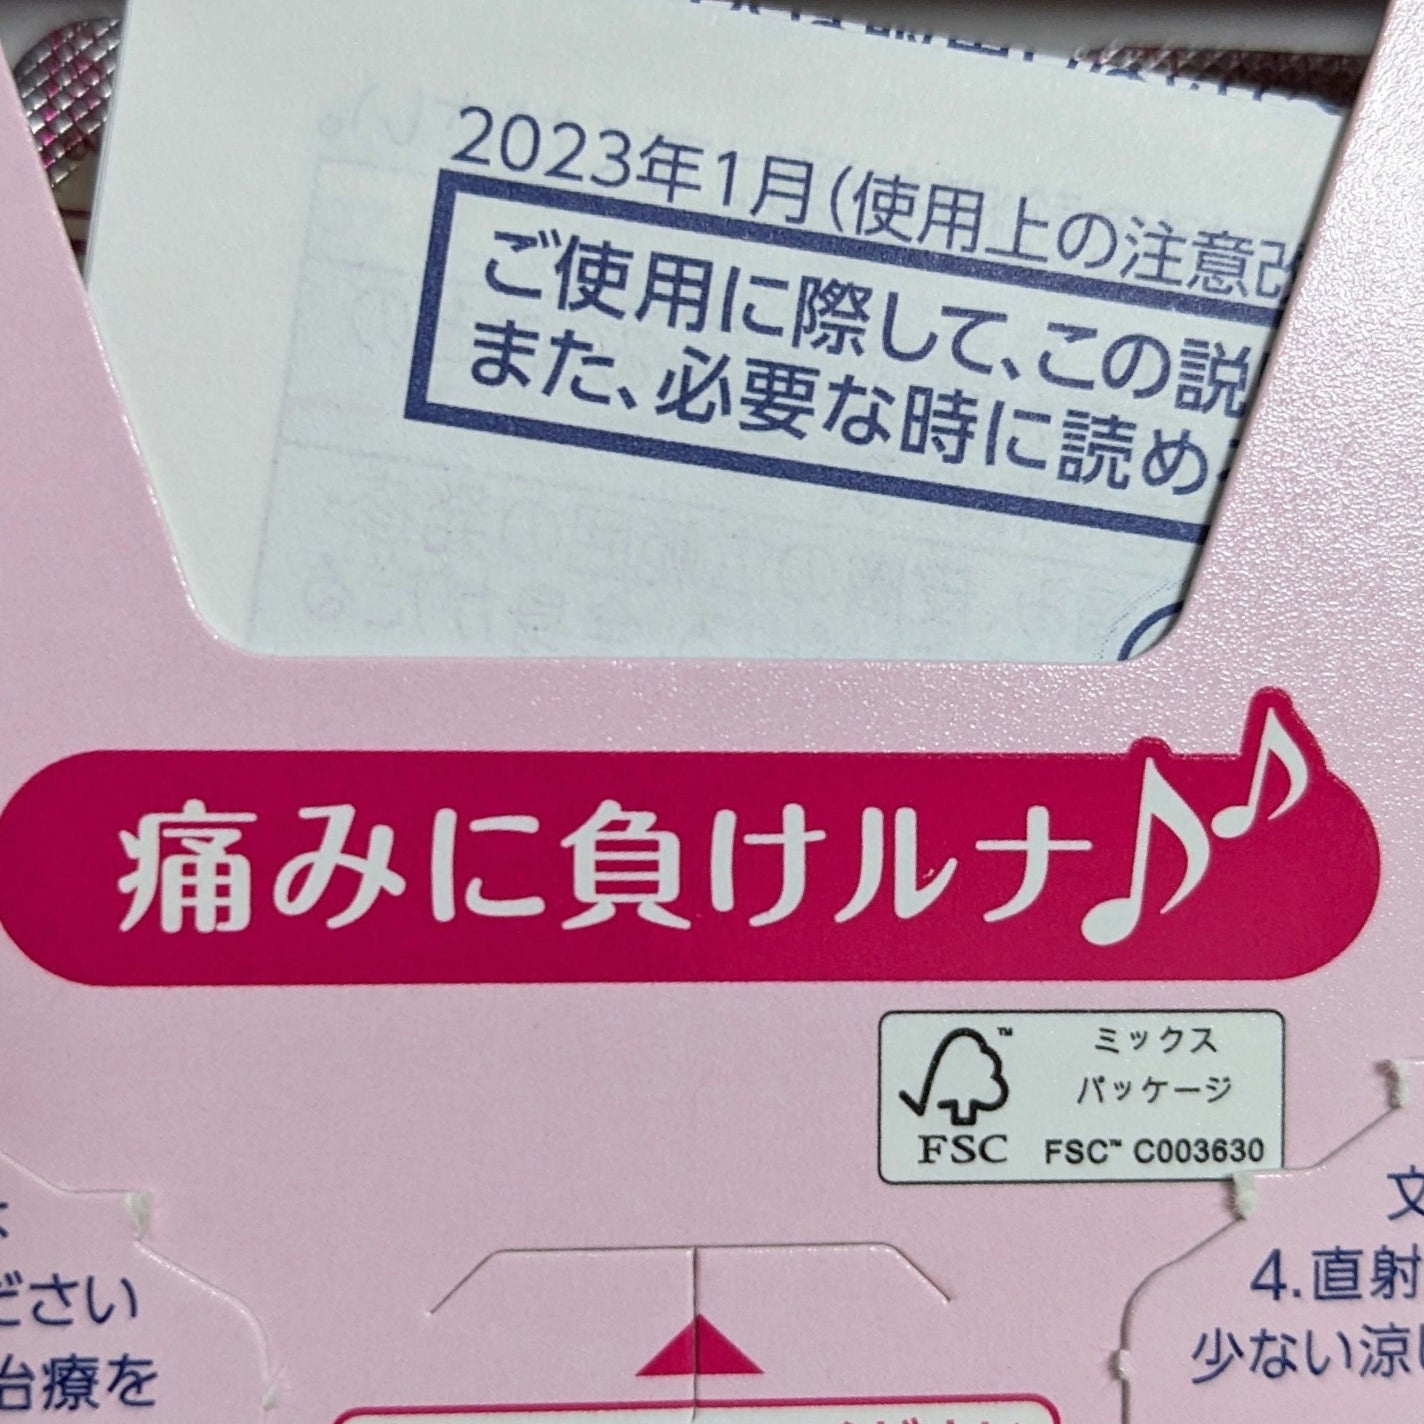 2023年1月(使用上の注意改
ご使用に際して、この説
また、必要な時に読め
痛みに負けルナ
ミックス
パッケージ
FSC™ C003630
FSC
ださい
治療を
文
4.直射
少ない涼